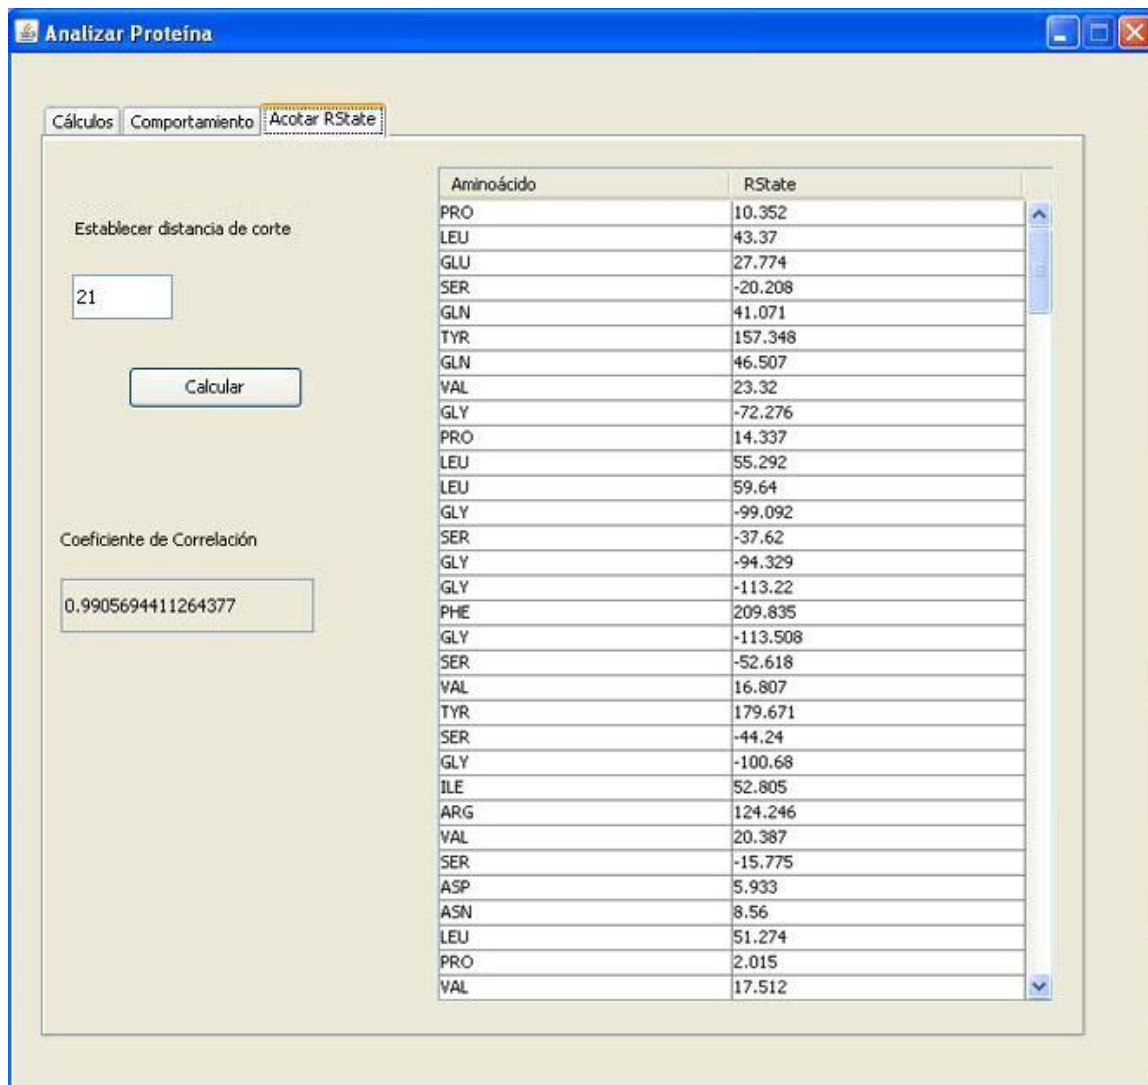 Analizar Proteína
Cálculos Comportamiento Acotar RState
Establecer distancia de corte
21
Calcular
Coeficiente de Correlación
0.9905694411264377
Aminoácido RState
PRO 10.352
LEU 43.37
GLU 27.774
SER -20.208
GLN 41.071
TYR 157.348
GLN 46.507
VAL 23.32
GLY -72.276
PRO 14.337
LEU 55.292
LEU 59.64
GLY -99.092
SER -37.62
GLY -94.329
GLY -113.22
PHE 209.835
GLY -113.508
SER -52.618
VAL 16.807
TYR 179.671
SER -44.24
GLY -100.68
ILE 52.805
ARG 124.246
VAL 20.387
SER -15.775
ASP 5.933
ASN 8.56
LEU 51.274
PRO 2.015
VAL 17.512